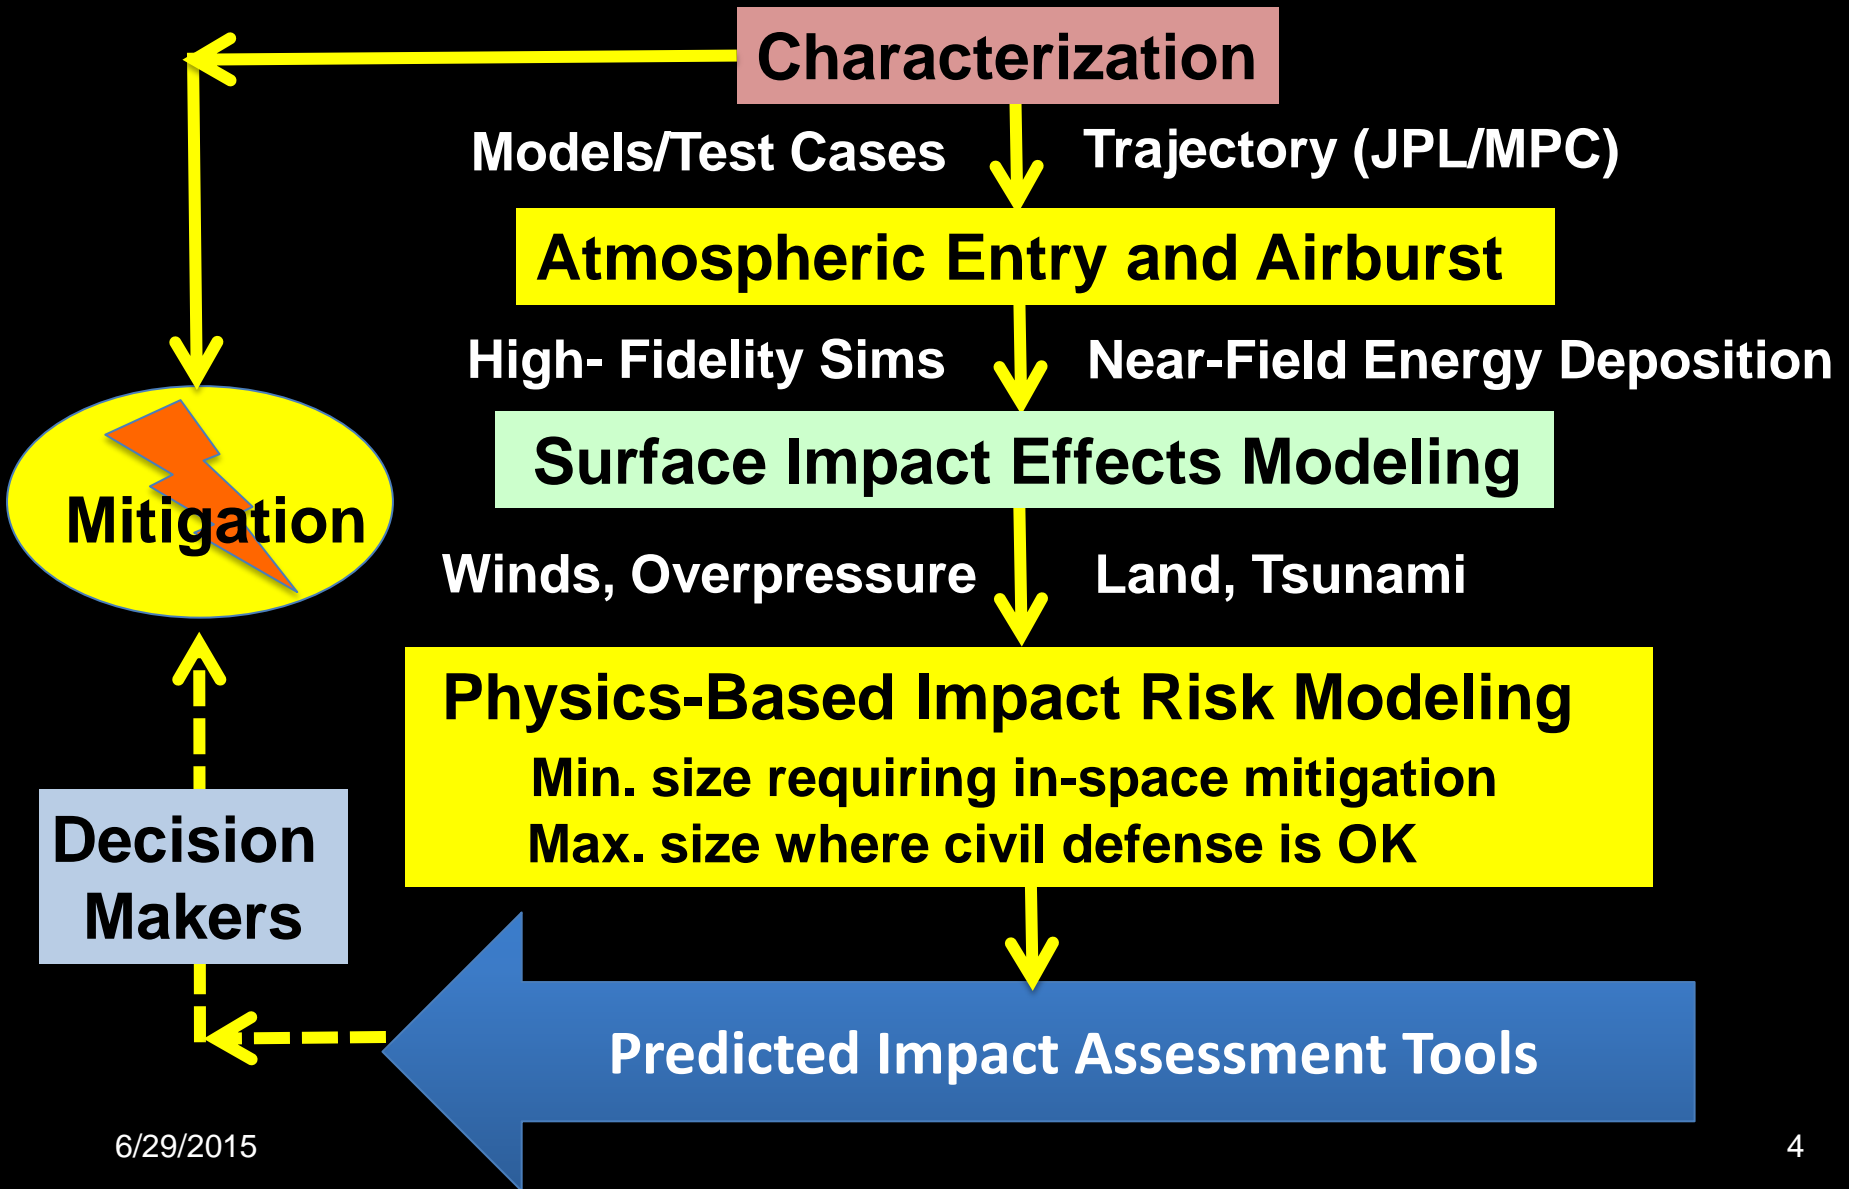 Characterization
Models/Test Cases
Trajectory (JPL/MPC)
Atmospheric Entry and Airburst
High- Fidelity Sims
Near-Field Energy Deposition
Surface Impact Effects Modeling
Mitigation
Winds, Overpressure
Land, Tsunami
Physics-Based Impact Risk Modeling
Min. size requiring in-space mitigation
Max. size where civil defense is OK
Decision
Makers
Predicted Impact Assessment Tools
6/29/2015
4